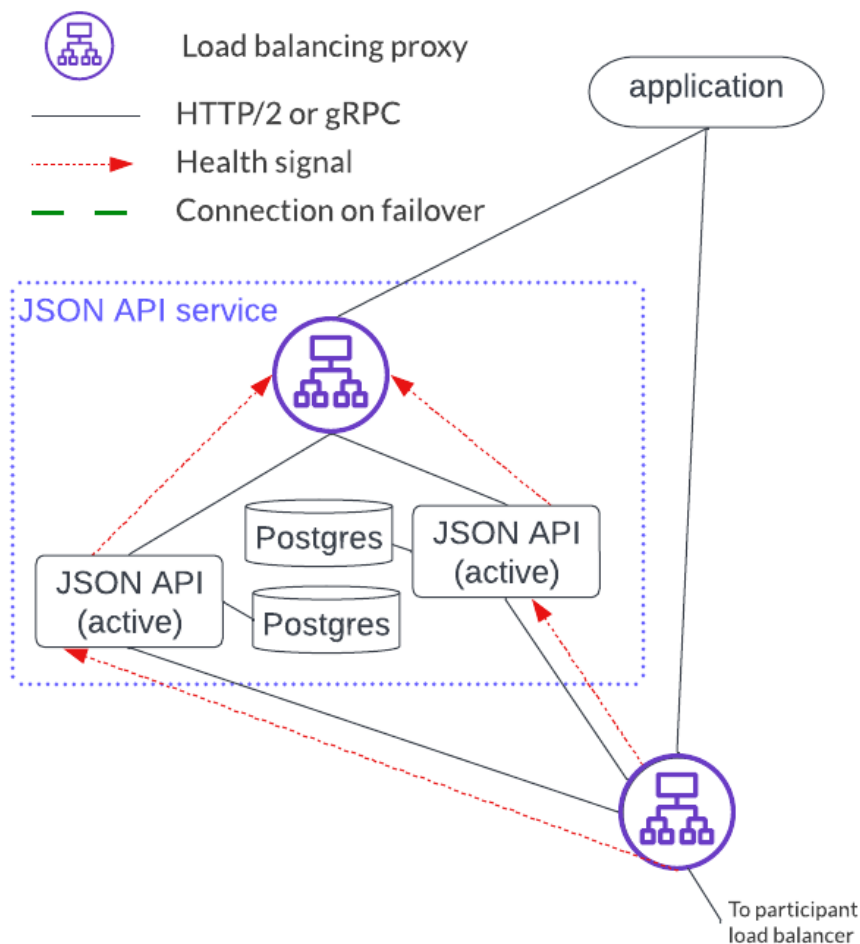 Load balancing proxy
HTTP/2 or gRPC
Health signal
Connection on failover
application
JSON API service
Postgres
JSON API
(active)
JSON API
(active)
Postgres
To participant
load balancer